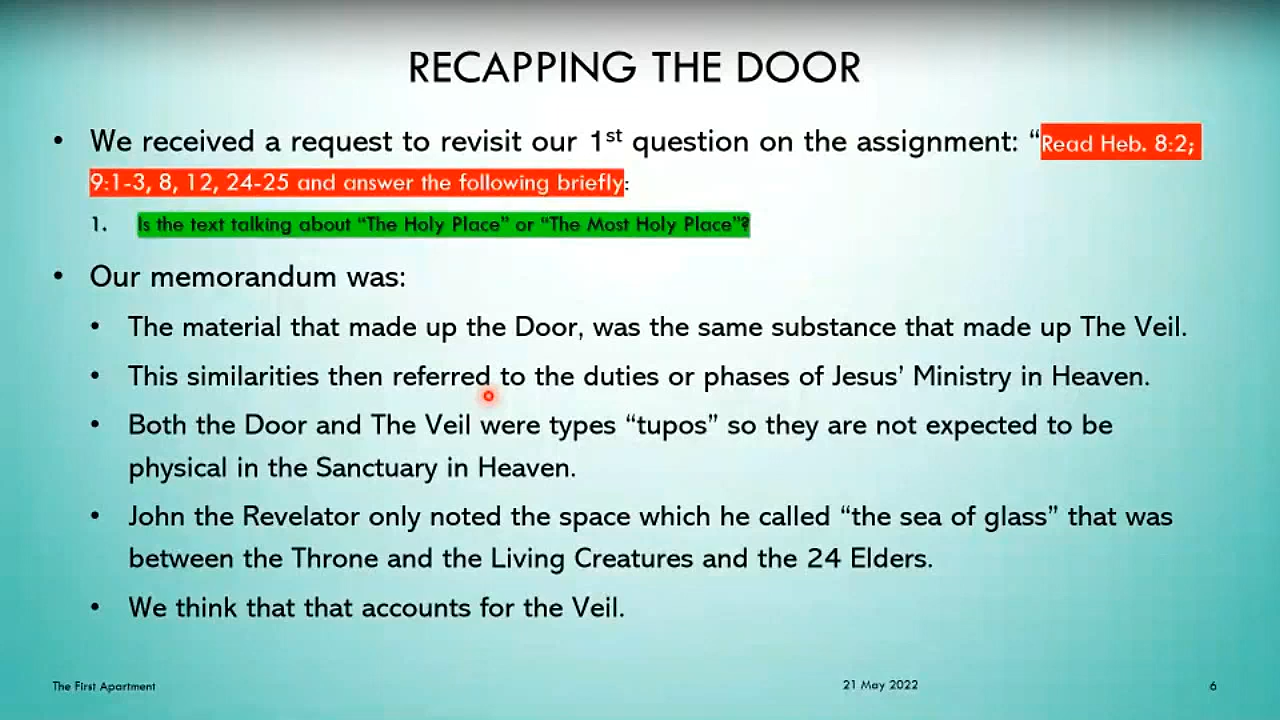 RECAPPING THE DOOR
• We received a request to revisit our 1st question on the assignment: “Read Heb. 8:2;
9:1-3, 8, 12, 24-25 and answer the following briefly:
1. Is the text talking about “The Holy Place” or “The Most Holy Place”?
• Our memorandum was:
• The material that made up the Door, was the same substance that made up The Veil.
• This similarities then referred to the duties or phases of Jesus’ Ministry in Heaven.
• Both the Door and The Veil were types “tupos” so they are not expected to be
physical in the Sanctuary in Heaven.
• John the Revelator only noted the space which he called “the sea of glass” that was
between the Throne and the Living Creatures and the 24 Elders.
• We think that that accounts for the Veil.
The First Apartment 21 May 2022 6